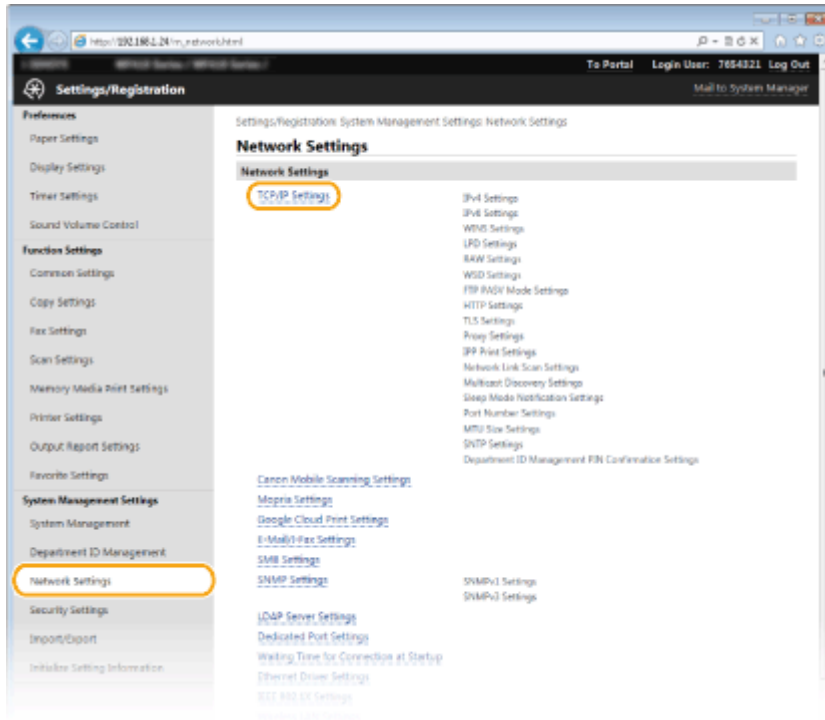 http://192.168.1.24/m_network.html
To Portal Login User: 7654321 Log Out
Settings/Registration
Mail to System Manager
Preferences
Paper Settings
Display Settings
Timer Settings
Sound Volume Control
Function Settings
Common Settings
Copy Settings
Fax Settings
Scan Settings
Memory Media Print Settings
Printer Settings
Output Report Settings
Favorite Settings
System Management Settings
System Management
Department ID Management
Network Settings
Security Settings
Import/Export
Initialize Setting Information
Settings/Registration: System Management Settings: Network Settings
Network Settings
Network Settings
TCP/IP Settings
IPv4 Settings
IPv6 Settings
WINS Settings
LPD Settings
RAW Settings
WSD Settings
FTP PASV Mode Settings
HTTP Settings
TLS Settings
Proxy Settings
IPP Print Settings
Network Link Scan Settings
Multicast Discovery Settings
Sleep Mode Notification Settings
Port Number Settings
MTU Size Settings
SNTP Settings
Department ID Management PIN Confirmation Settings
Canon Mobile Scanning Settings
Mopria Settings
Google Cloud Print Settings
E-Mail/I-Fax Settings
SMB Settings
SNMP Settings
SNMPv1 Settings
SNMPv3 Settings
LDAP Server Settings
Dedicated Port Settings
Waiting Time for Connection at Startup
Ethernet Driver Settings
IEEE 802.1X Settings